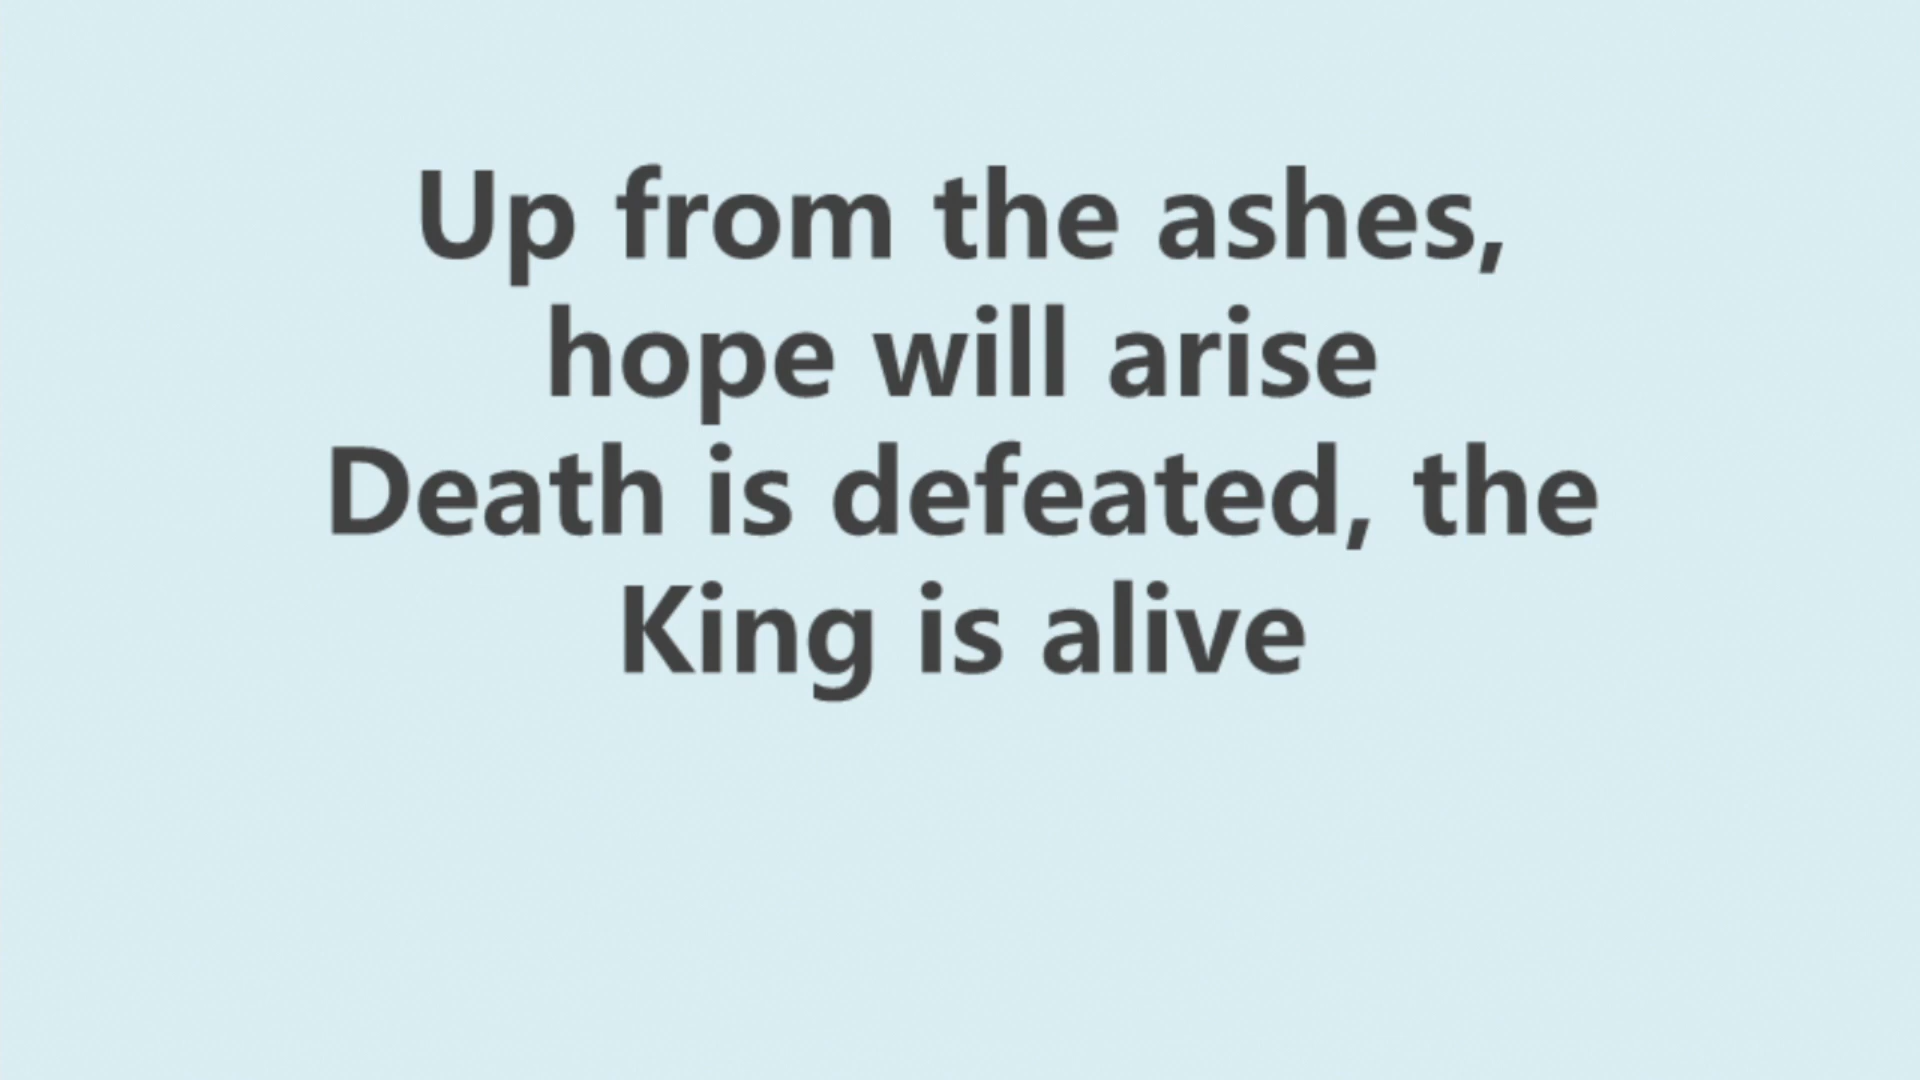 Up from the ashes,
hope will arise
Death is defeated, the
King is alive